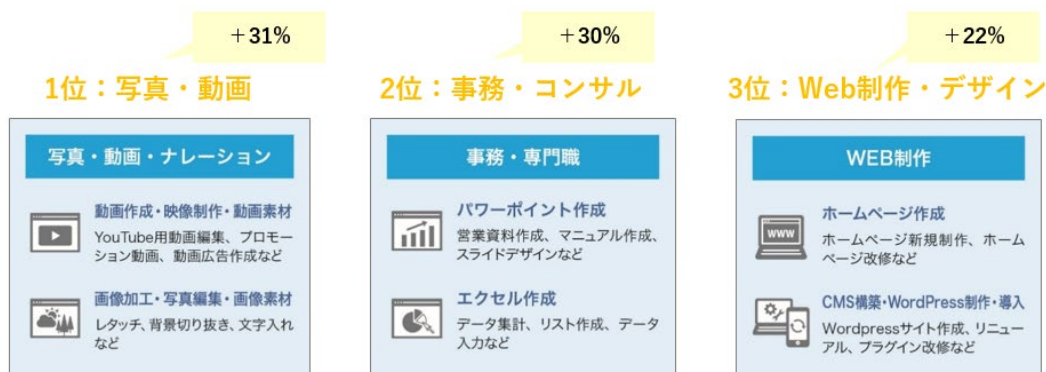 +31%
1位：写真・動画
写真・動画・ナレーション
動画作成・映像制作・動画素材
YouTube用動画編集、プロモー
ション動画、動画広告作成など
画像加工・写真編集・画像素材
レタッチ、背景切り抜き、文字入れ
など
+30%
2位：事務・コンサル
事務・専門職
パワーポイント作成
営業資料作成、マニュアル作成、
スライドデザインなど
エクセル作成
データ集計、リスト作成、データ
入力など
+22%
3位：Web制作・デザイン
WEB制作
WWW
ホームページ作成
ホームページ新規制作、ホーム
ページ改修など
CMS構築・WordPress制作・導入
Wordpressサイト作成、リニュー
アル、プラグイン改修など